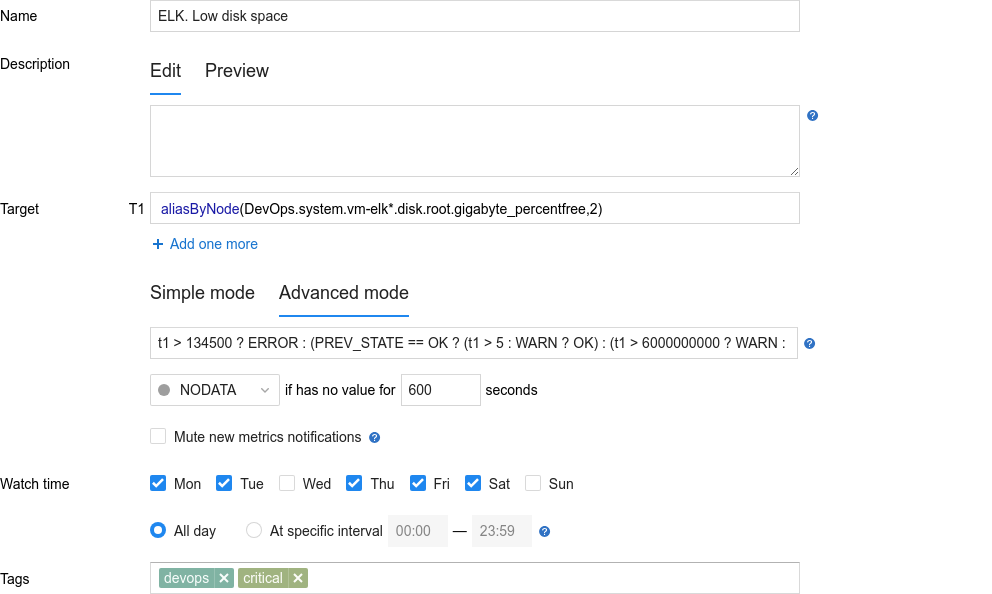 Name ELK. Low disk space
Description Edit Preview
?
Target T1 aliasByNode(DevOps.system.vm-elk*.disk.root.gigabyte_percentfree,2)
+ Add one more
Simple mode Advanced mode
t1 > 134500 ? ERROR : (PREV_STATE == OK ? (t1 > 5 : WARN ? OK) : (t1 > 6000000000 ? WARN : ?
NODATA if has no value for 600 seconds
Mute new metrics notifications ?
Watch time Mon Tue Wed Thu Fri Sat Sun
All day At specific interval 00:00 — 23:59 ?
Tags devops × critical ×